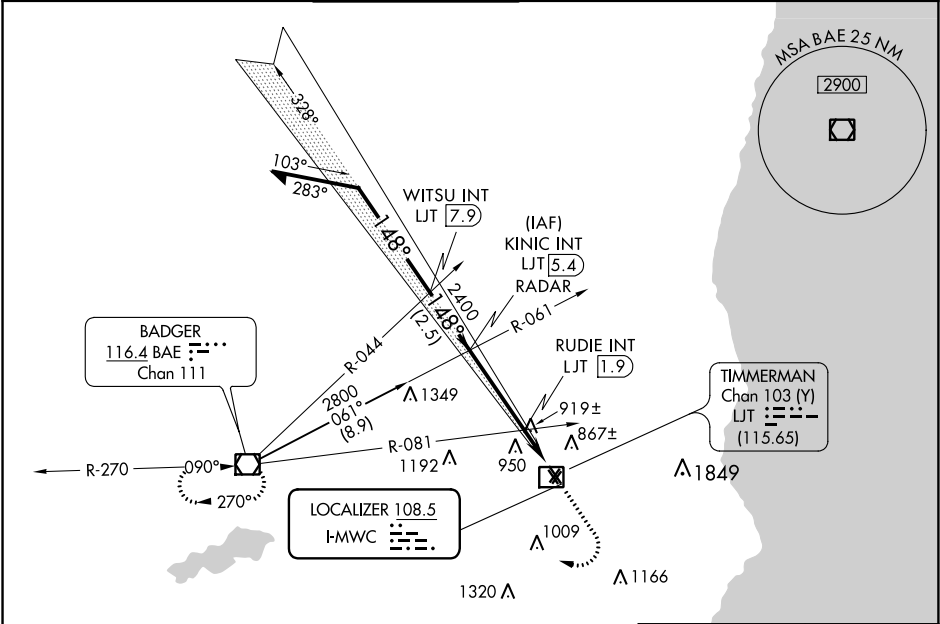 MSA BAE 25 NM
2900
328°
103°
283°
148°
WITSU INT
LJT 7.9
(IAF)
KINIC INT
LJT 5.4
RADAR
2400
148°
(2.5)
R-061
R-044
BADGER
116.4 BAE
Chan 111
RUDIE INT
LJT 1.9
TIMMERMAN
Chan 103 (Y)
LJT
(115.65)
2800
061°
(8.9)
1349
919±
867±
R-081
1192
950
1849
R-270
090°
270°
LOCALIZER 108.5
I-MWC
1009
1166
1320